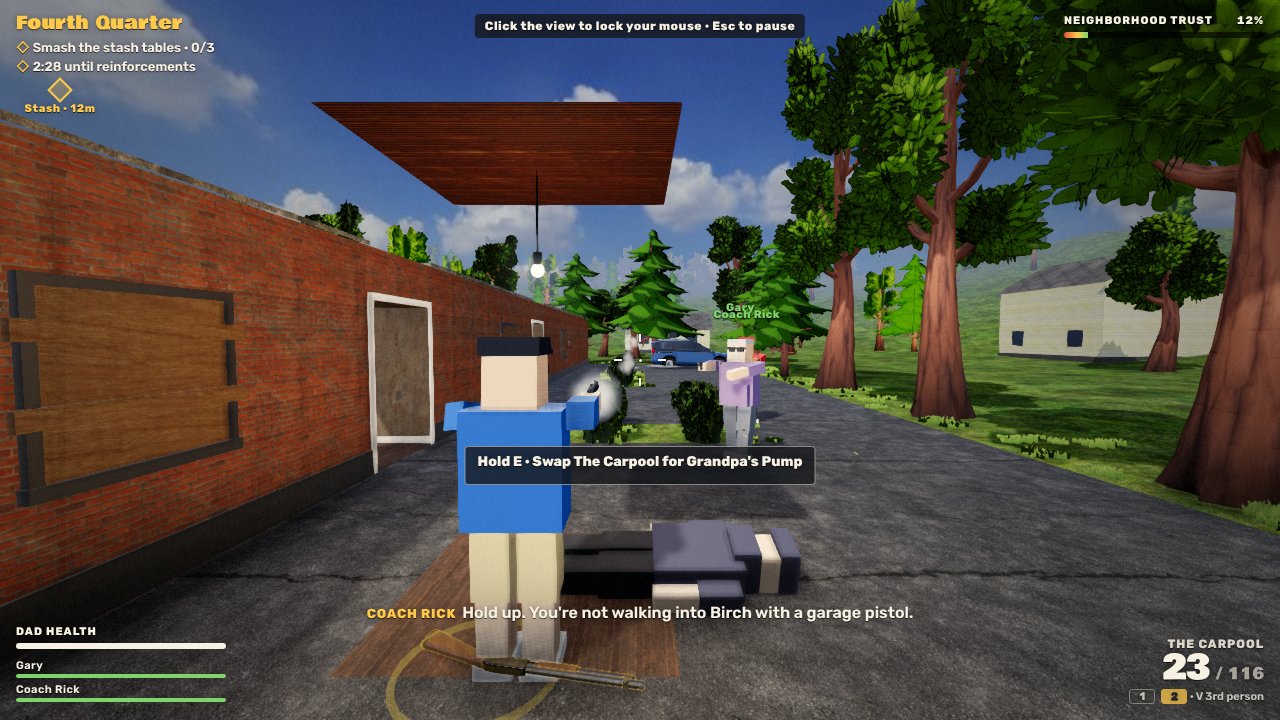 Fourth Quarter
Smash the stash tables • 0/3
2:28 until reinforcements
Stash • 12m
Click the view to lock your mouse • Esc to pause
NEIGHBORHOOD TRUST 12%
Gary
Coach Rick
Hold E • Swap The Carpool for Grandpa's Pump
COACH RICK Hold up. You're not walking into Birch with a garage pistol.
DAD HEALTH
Gary
Coach Rick
THE CARPOOL
23 / 116
1 2 • V 3rd person